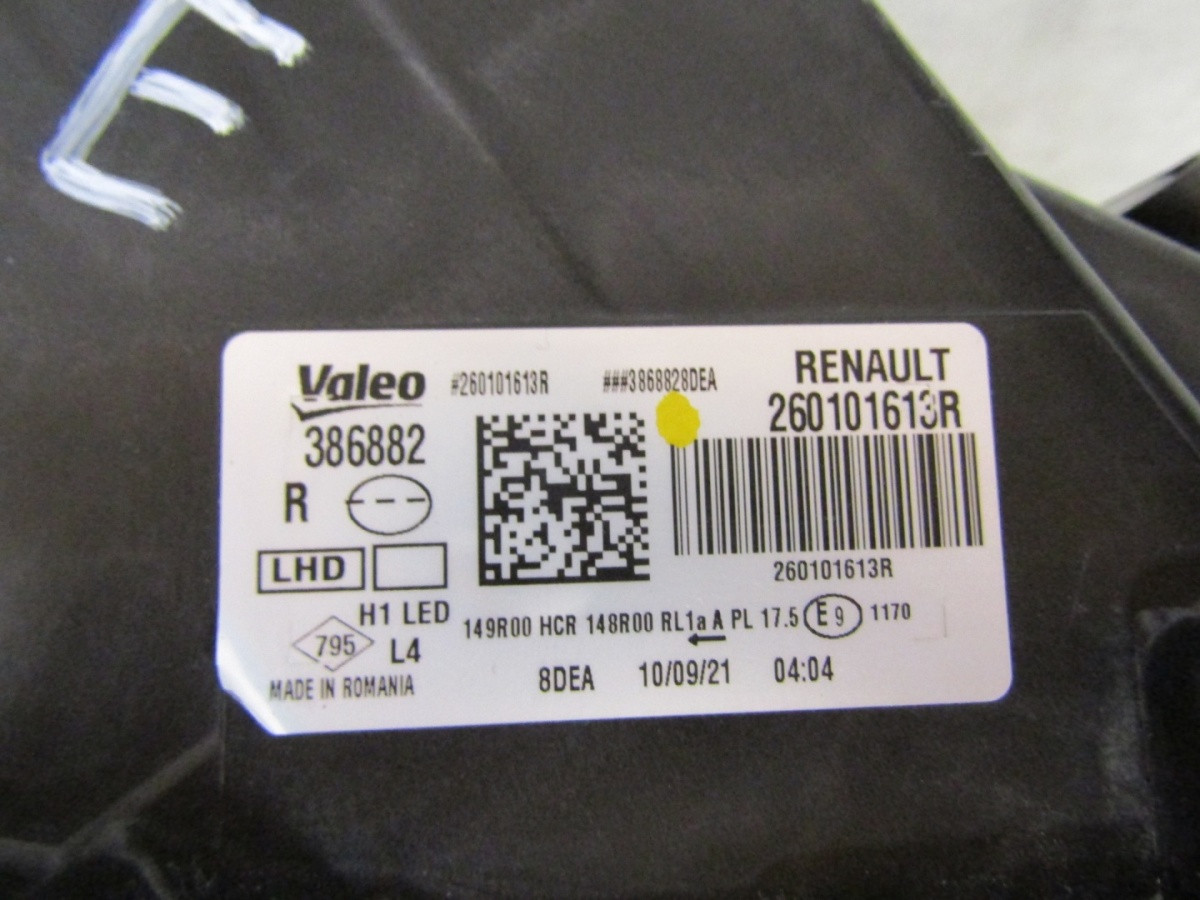 E
Valeo #260101613R ###3868828DEA RENAULT
386882 260101613R
R
LHD
260101613R
H1 LED
149R00 HCR 148R00 RL1a A PL 17.5 E9 1170
795 L4
MADE IN ROMANIA 8DEA 10/09/21 04:04